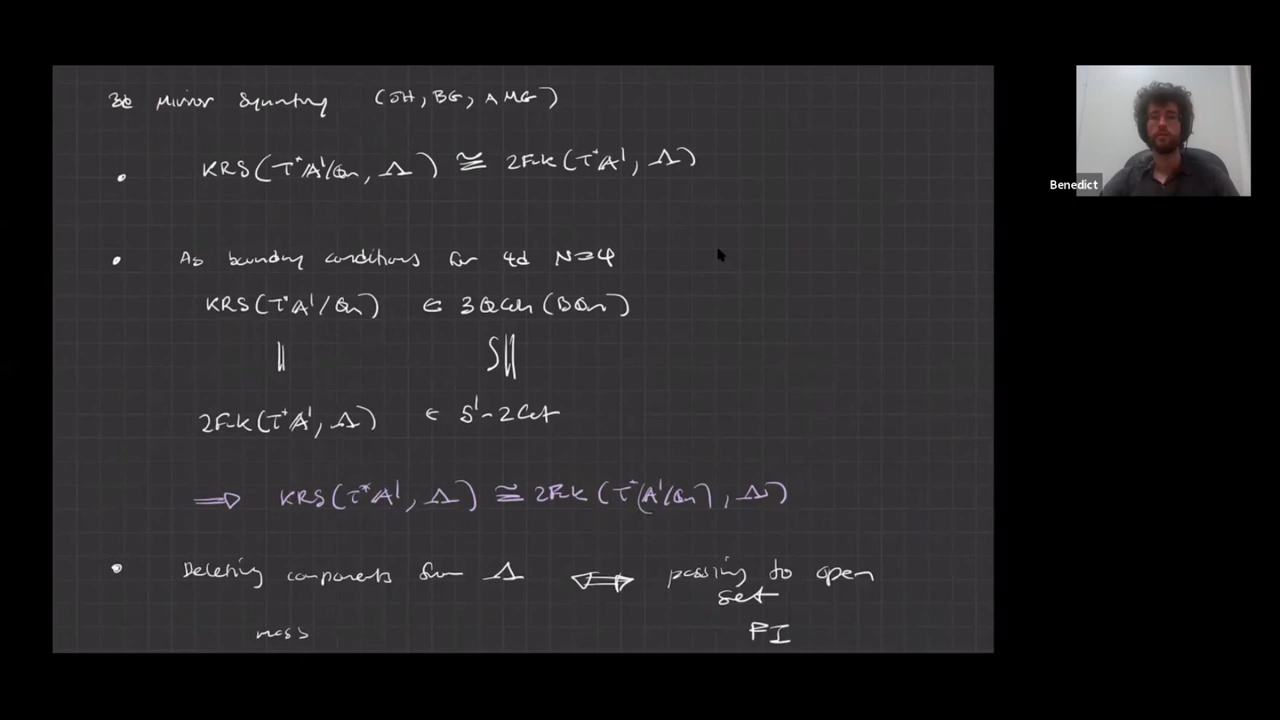 3d Mirror Symmetry (JH, BG, AMG)
• KRS(T*A¹/Gm, Λ) ≅ 2Fuk(T*A¹, Λ)
• As boundary conditions for 4d N=4
KRS(T*A¹/Gm) ∈ 3QCoh(BGm)
|| S||
2Fuk(T*A¹, Λ) ∈ S¹-2Cat
⇒ KRS(T*A¹, Λ) ≅ 2Fuk(T*(A¹/Gm), Λ)
• Deleting components from Λ ⟺ passing to open
set
mass FI
Benedict